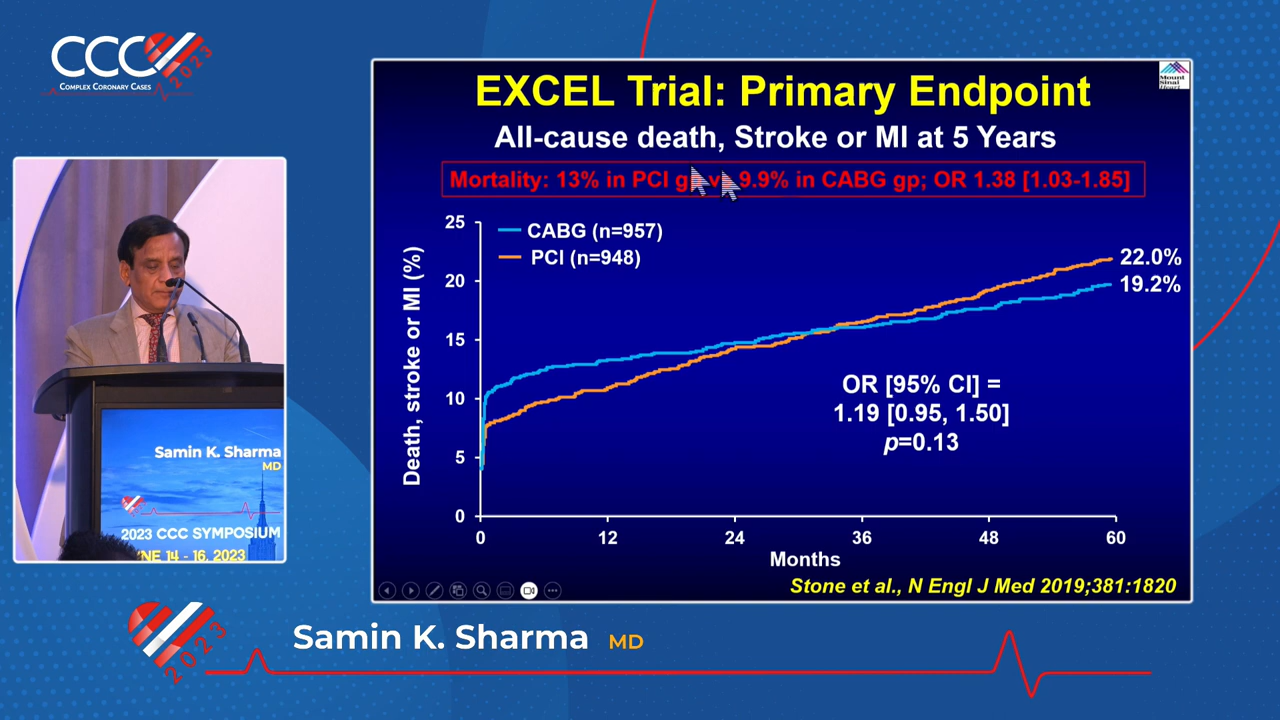 CCC
2023
COMPLEX CORONARY CASES
Samin K. Sharma
MD
2023 CCC SYMPOSIUM
NE 14 - 16, 2023
EXCEL Trial: Primary Endpoint
Mount
Sinai
Heart
All-cause death, Stroke or MI at 5 Years
Mortality: 13% in PCI 9.9% in CABG gp; OR 1.38 [1.03-1.85]
Death, stroke or MI (%)
25
20
15
10
5
0
CABG (n=957)
PCI (n=948)
22.0%
19.2%
OR [95% CI] =
1.19 [0.95, 1.50]
p=0.13
0 12 24 36 48 60
Months
Stone et al., N Engl J Med 2019;381:1820
2023
Samin K. Sharma MD